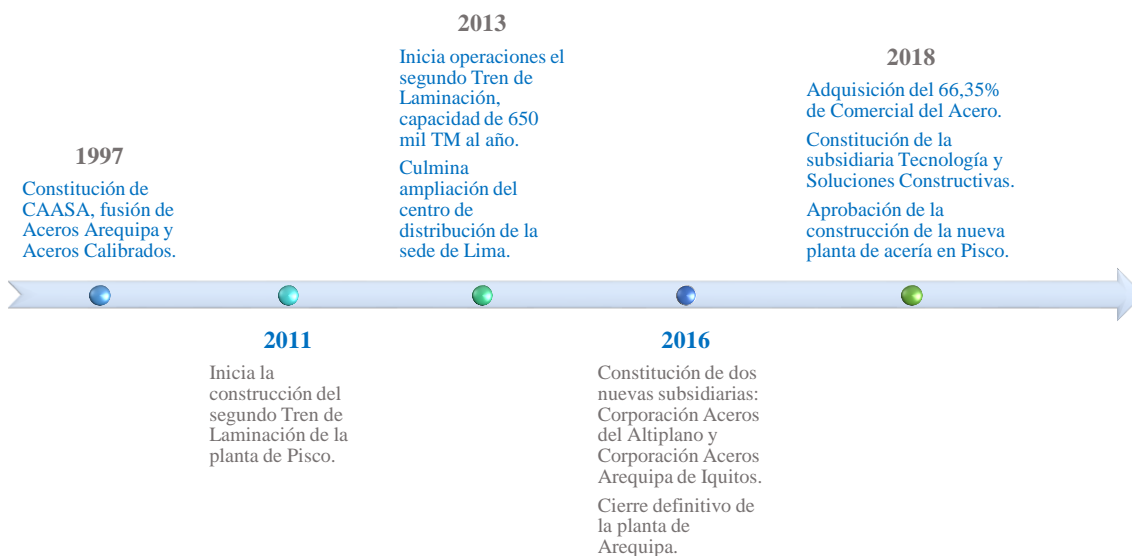 1997
Constitución de
CAASA, fusión de
Aceros Arequipa y
Aceros Calibrados.
2011
Inicia la
construcción del
segundo Tren de
Laminación de la
planta de Pisco.
2013
Inicia operaciones el
segundo Tren de
Laminación,
capacidad de 650
mil TM al año.
Culmina
ampliación del
centro de
distribución de la
sede de Lima.
2016
Constitución de dos
nuevas subsidiarias:
Corporación Aceros
del Altiplano y
Corporación Aceros
Arequipa de Iquitos.
Cierre definitivo de
la planta de
Arequipa.
2018
Adquisición del 66,35%
de Comercial del Acero.
Constitución de la
subsidiaria Tecnología y
Soluciones Constructivas.
Aprobación de la
construcción de la nueva
planta de acería en Pisco.